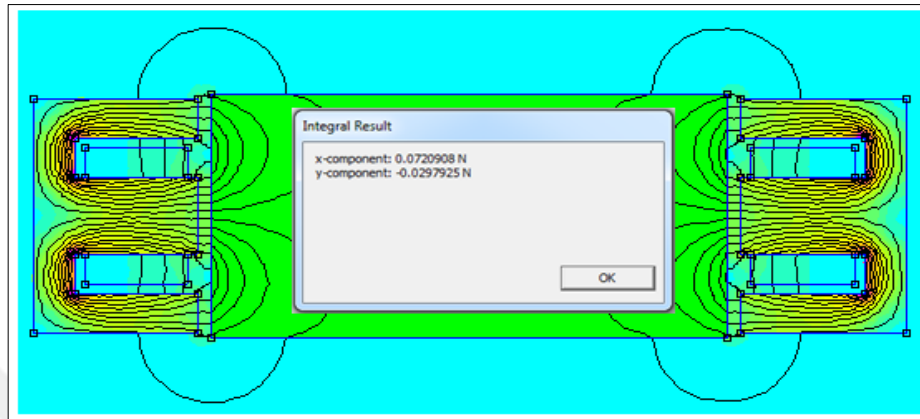 Integral Result
x-component: 0.0720908 N
y-component: -0.0297925 N
OK